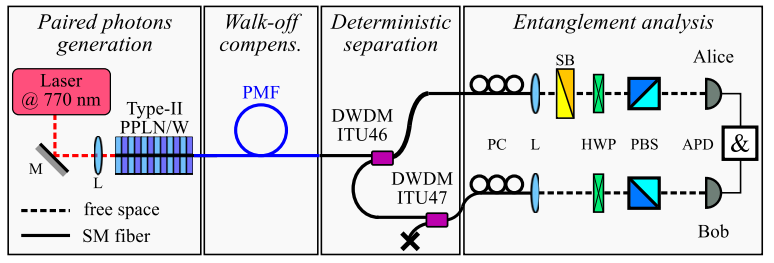 Paired photons
generation
Walk-off
compens.
Deterministic
separation
Entanglement analysis
Laser
@ 770 nm
Type-II
PPLN/W
M
L
free space
SM fiber
PMF
DWDM
ITU46
DWDM
ITU47
SB
Alice
PC
L
HWP
PBS
APD
&
Bob